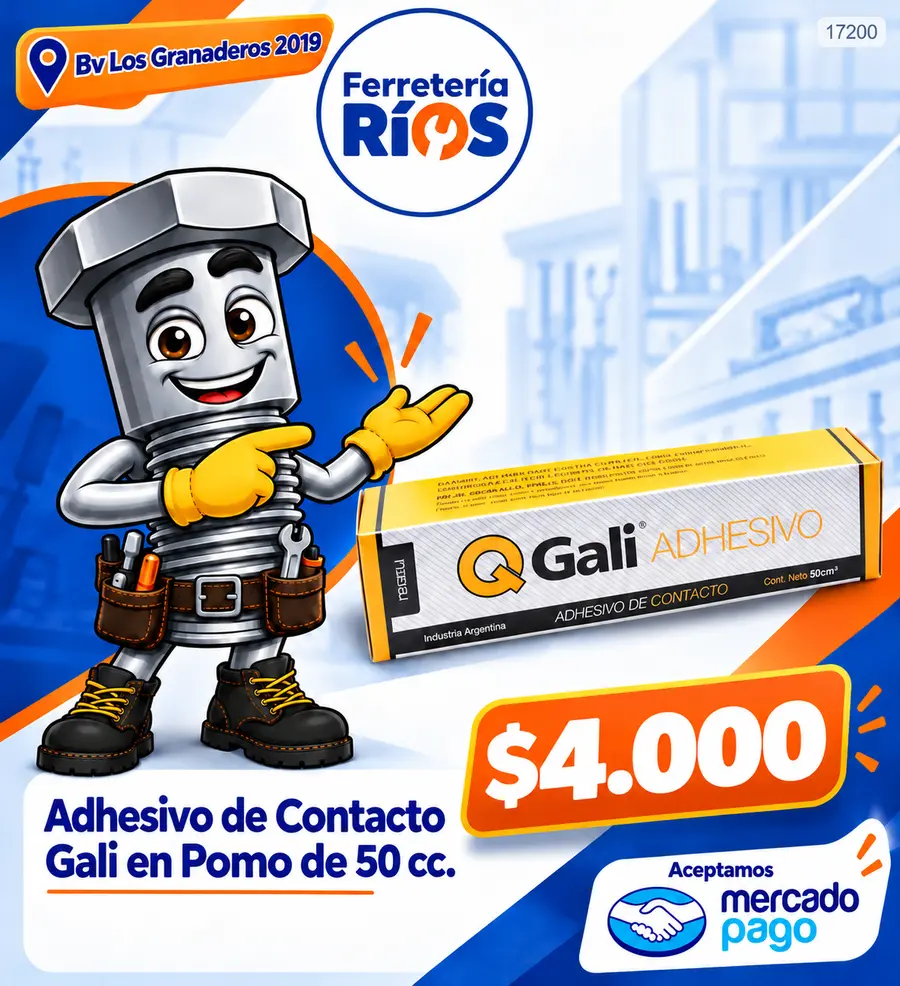 Bv Los Granaderos 2019
17200
Ferretería
Ríos
Gali® ADHESIVO
ADHESIVO DE CONTACTO
Cont. Neto 50cm³
Industria Argentina
$4.000
Adhesivo de Contacto
Gali en Pomo de 50 cc.
Aceptamos
mercado
pago